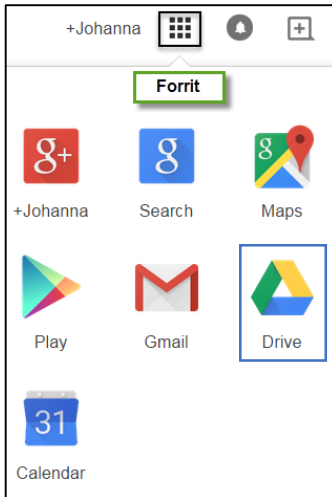 +Johanna
Forrit
g+ g g
+Johanna Search Maps
Play Gmail Drive
31
Calendar